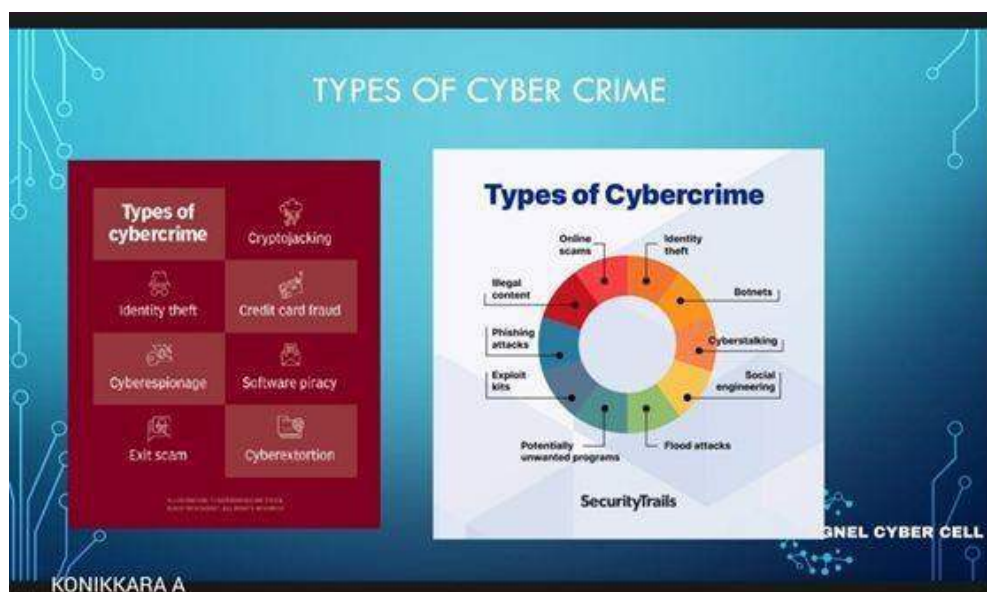 TYPES OF CYBER CRIME
Types of
cybercrime
Cryptojacking
Identity theft
Credit card fraud
Cyberespionage
Software piracy
Exit scam
Cyberextortion
Types of Cybercrime
Online
scams
Identity
theft
Illegal
content
Botnets
Phishing
attacks
Cyberstalking
Exploit
kits
Social
engineering
Potentially
unwanted programs
Flood attacks
SecurityTrails
GNEL CYBER CELL
KONIKKARA A